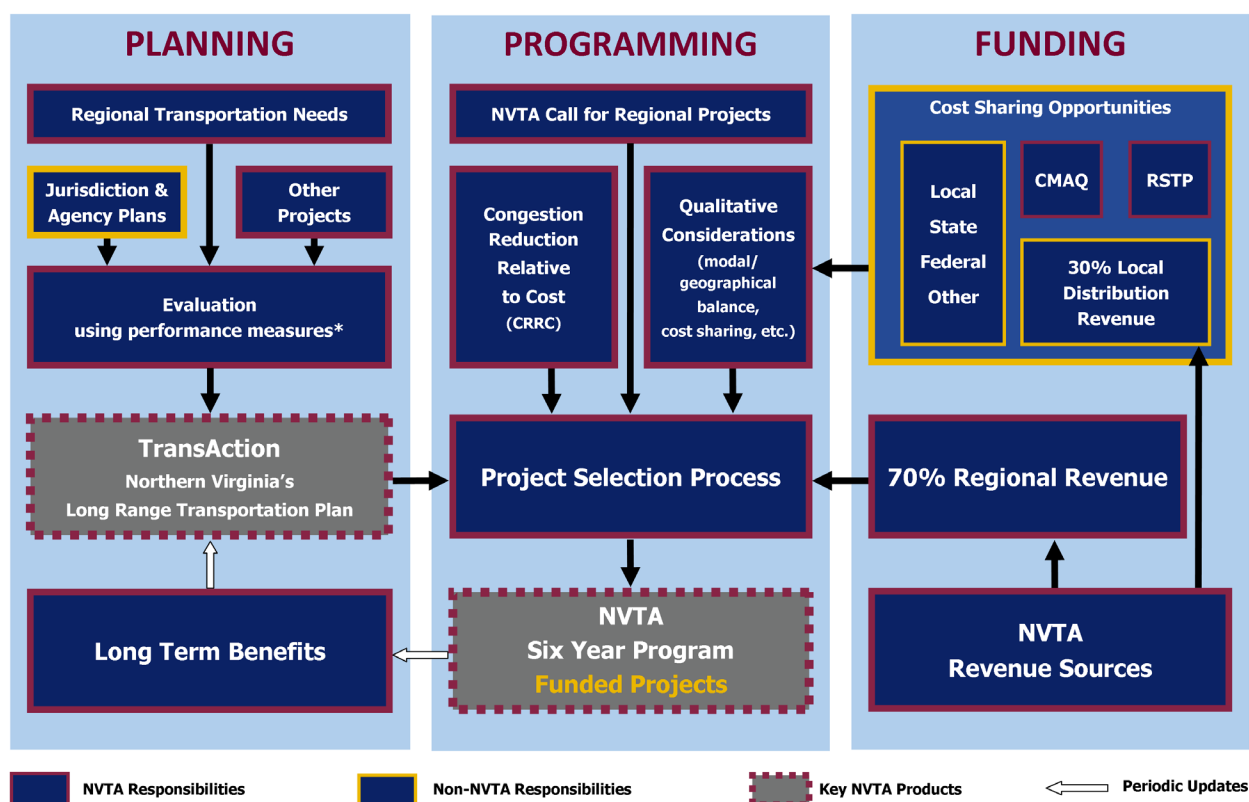 PLANNING
Regional Transportation Needs
Jurisdiction &
Agency Plans
Other
Projects
Evaluation
using performance measures*
TransAction
Northern Virginia's
Long Range Transportation Plan
Long Term Benefits
PROGRAMMING
NVTA Call for Regional Projects
Congestion
Reduction
Relative
to Cost
(CRRC)
Qualitative
Considerations
(modal/
geographical
balance,
cost sharing, etc.)
Project Selection Process
NVTA
Six Year Program
Funded Projects
FUNDING
Cost Sharing Opportunities
Local
State
Federal
Other
CMAQ
RSTP
30% Local
Distribution
Revenue
70% Regional Revenue
NVTA
Revenue Sources
NVTA Responsibilities
Non-NVTA Responsibilities
Key NVTA Products
Periodic Updates